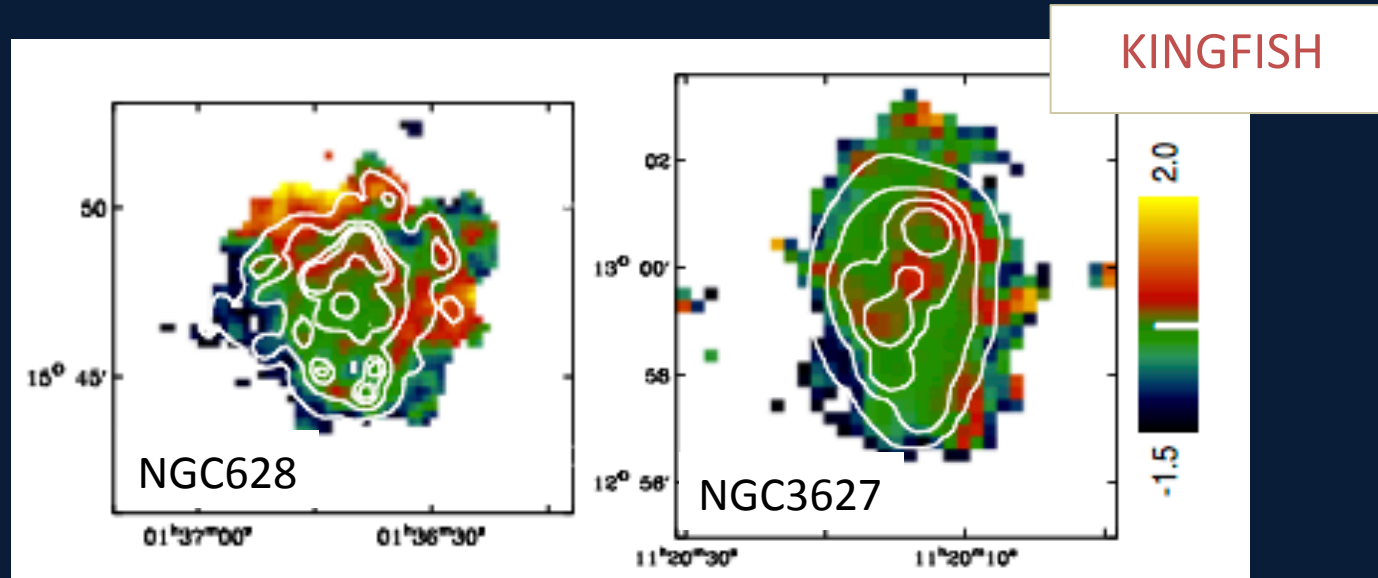 KINGFISH
50
15° 45'
NGC628
01ʰ37ᵐ00ˢ
01ʰ36ᵐ30ˢ
02
13° 00'
58
12° 56'
NGC3627
11ʰ20ᵐ30ˢ
11ʰ20ᵐ10ˢ
2.0
-1.5